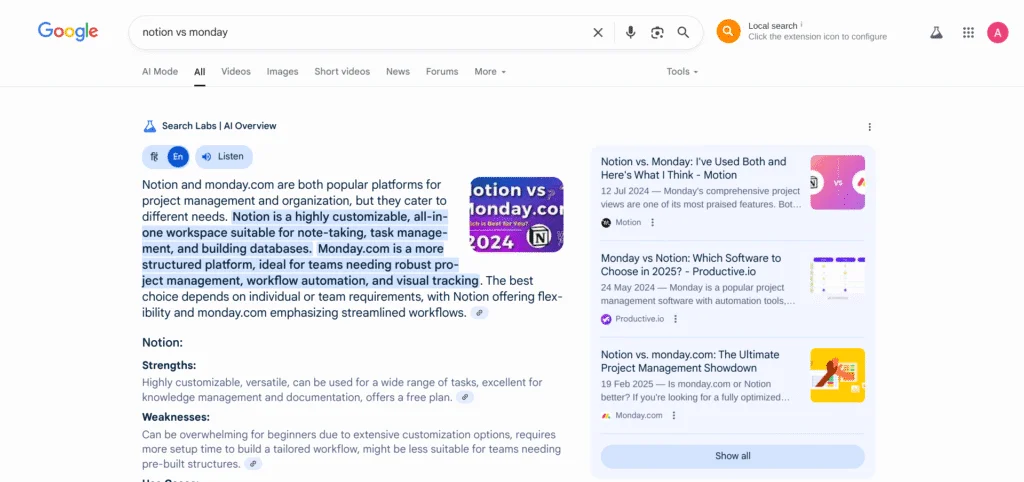 Google
notion vs monday
Local search i
Click the extension icon to configure
A
AI Mode
All
Videos
Images
Short videos
News
Forums
More
Tools
Search Labs | AI Overview
हिं
En
Listen
Notion and monday.com are both popular platforms for
project management and organization, but they cater to
different needs. Notion is a highly customizable, all-in-
one workspace suitable for note-taking, task manage-
ment, and building databases. Monday.com is a more
structured platform, ideal for teams needing robust pro-
ject management, workflow automation, and visual tracking. The best
choice depends on individual or team requirements, with Notion offering flex-
ibility and monday.com emphasizing streamlined workflows.
otion vs
Monday.com
2024
Notion:
Strengths:
Highly customizable, versatile, can be used for a wide range of tasks, excellent for
knowledge management and documentation, offers a free plan.
Weaknesses:
Can be overwhelming for beginners due to extensive customization options, requires
more setup time to build a tailored workflow, might be less suitable for teams needing
pre-built structures.
Notion vs. Monday: I've Used Both and
Here's What I Think - Motion
12 Jul 2024 — Monday's comprehensive project
views are one of its most praised features. Bot...
Motion
VS
Monday vs Notion: Which Software to
Choose in 2025? - Productive.io
24 May 2024 — Monday is a popular project
management software with automation tools,...
Productive.io
Notion vs. monday.com: The Ultimate
Project Management Showdown
19 Feb 2025 — Is monday.com or Notion
better? If you're looking for a fully optimized...
Monday.com
Show all